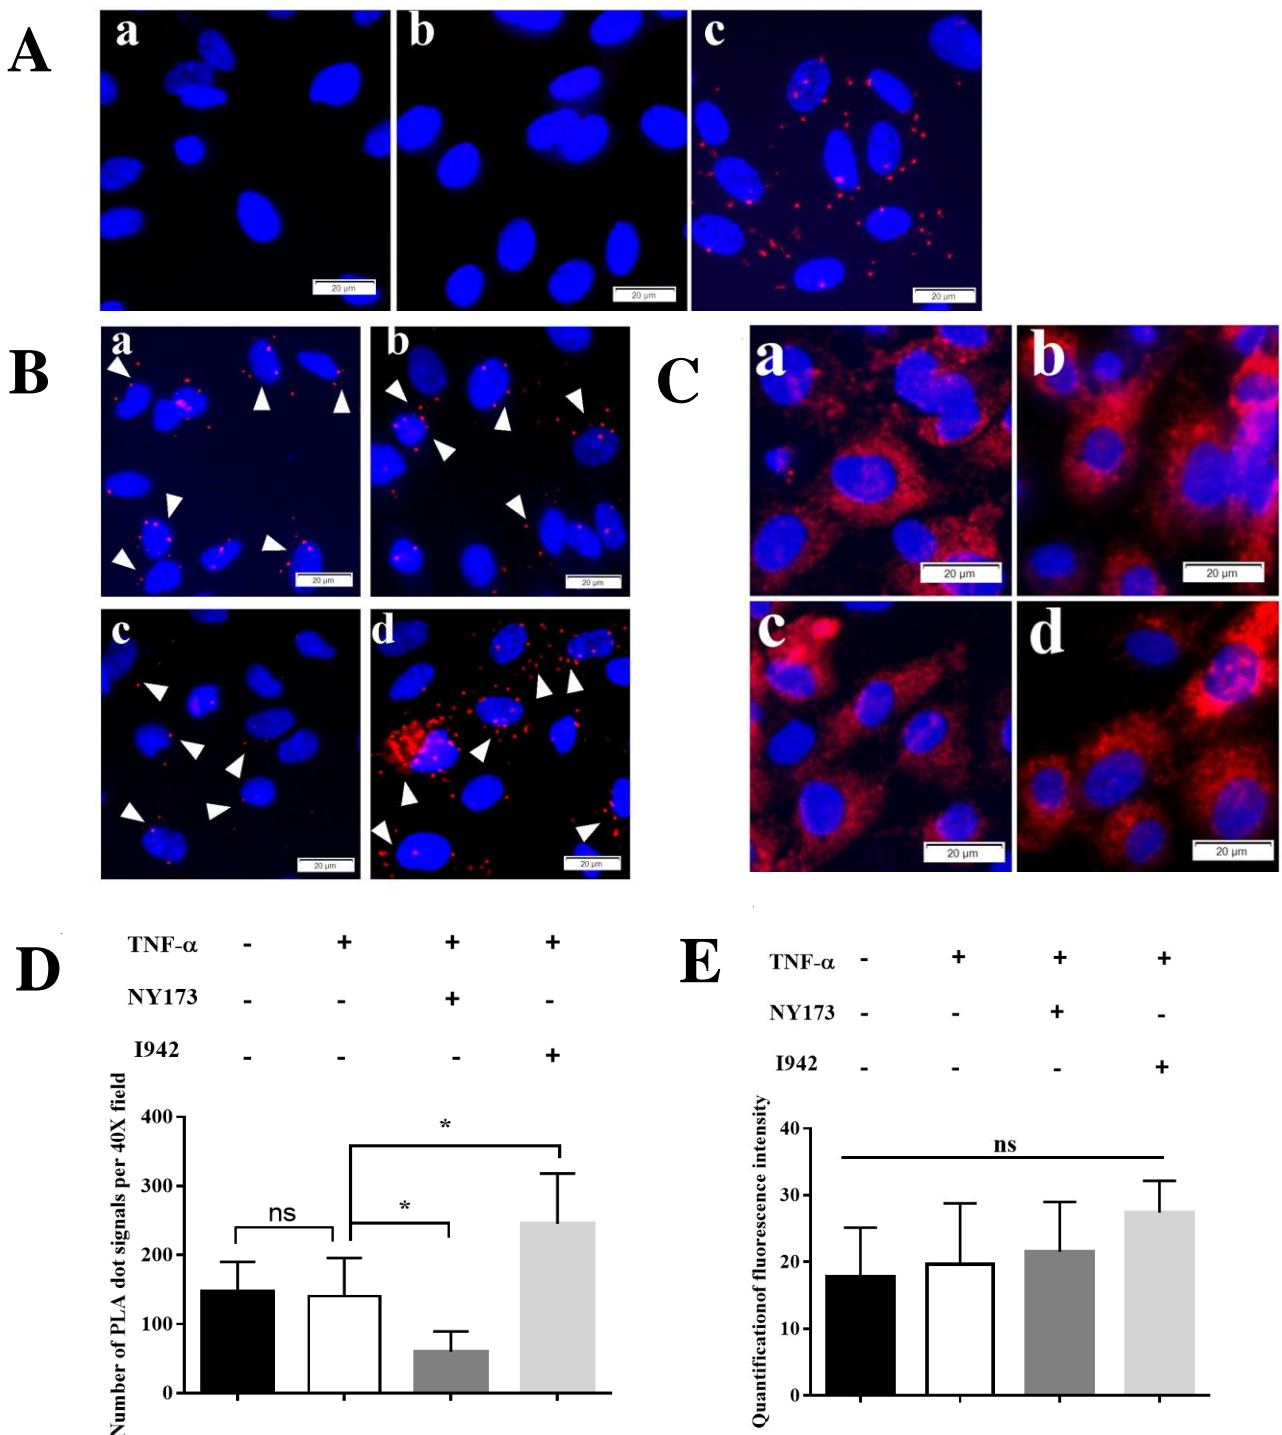 A
a
b
c
20 µm
20 µm
20 µm
B
a
b
20 µm
20 µm
c
d
20 µm
20 µm
C
a
b
20 µm
20 µm
c
d
20 µm
20 µm
D
TNF-α - + + +
NY173 - - + -
I942 - - - +
Number of PLA dot signals per 40X field
400
300
200
100
0
ns
*
*
E
TNF-α - + + +
NY173 - - + -
I942 - - - +
Quantificationof fluorescence intensity
40
30
20
10
0
ns